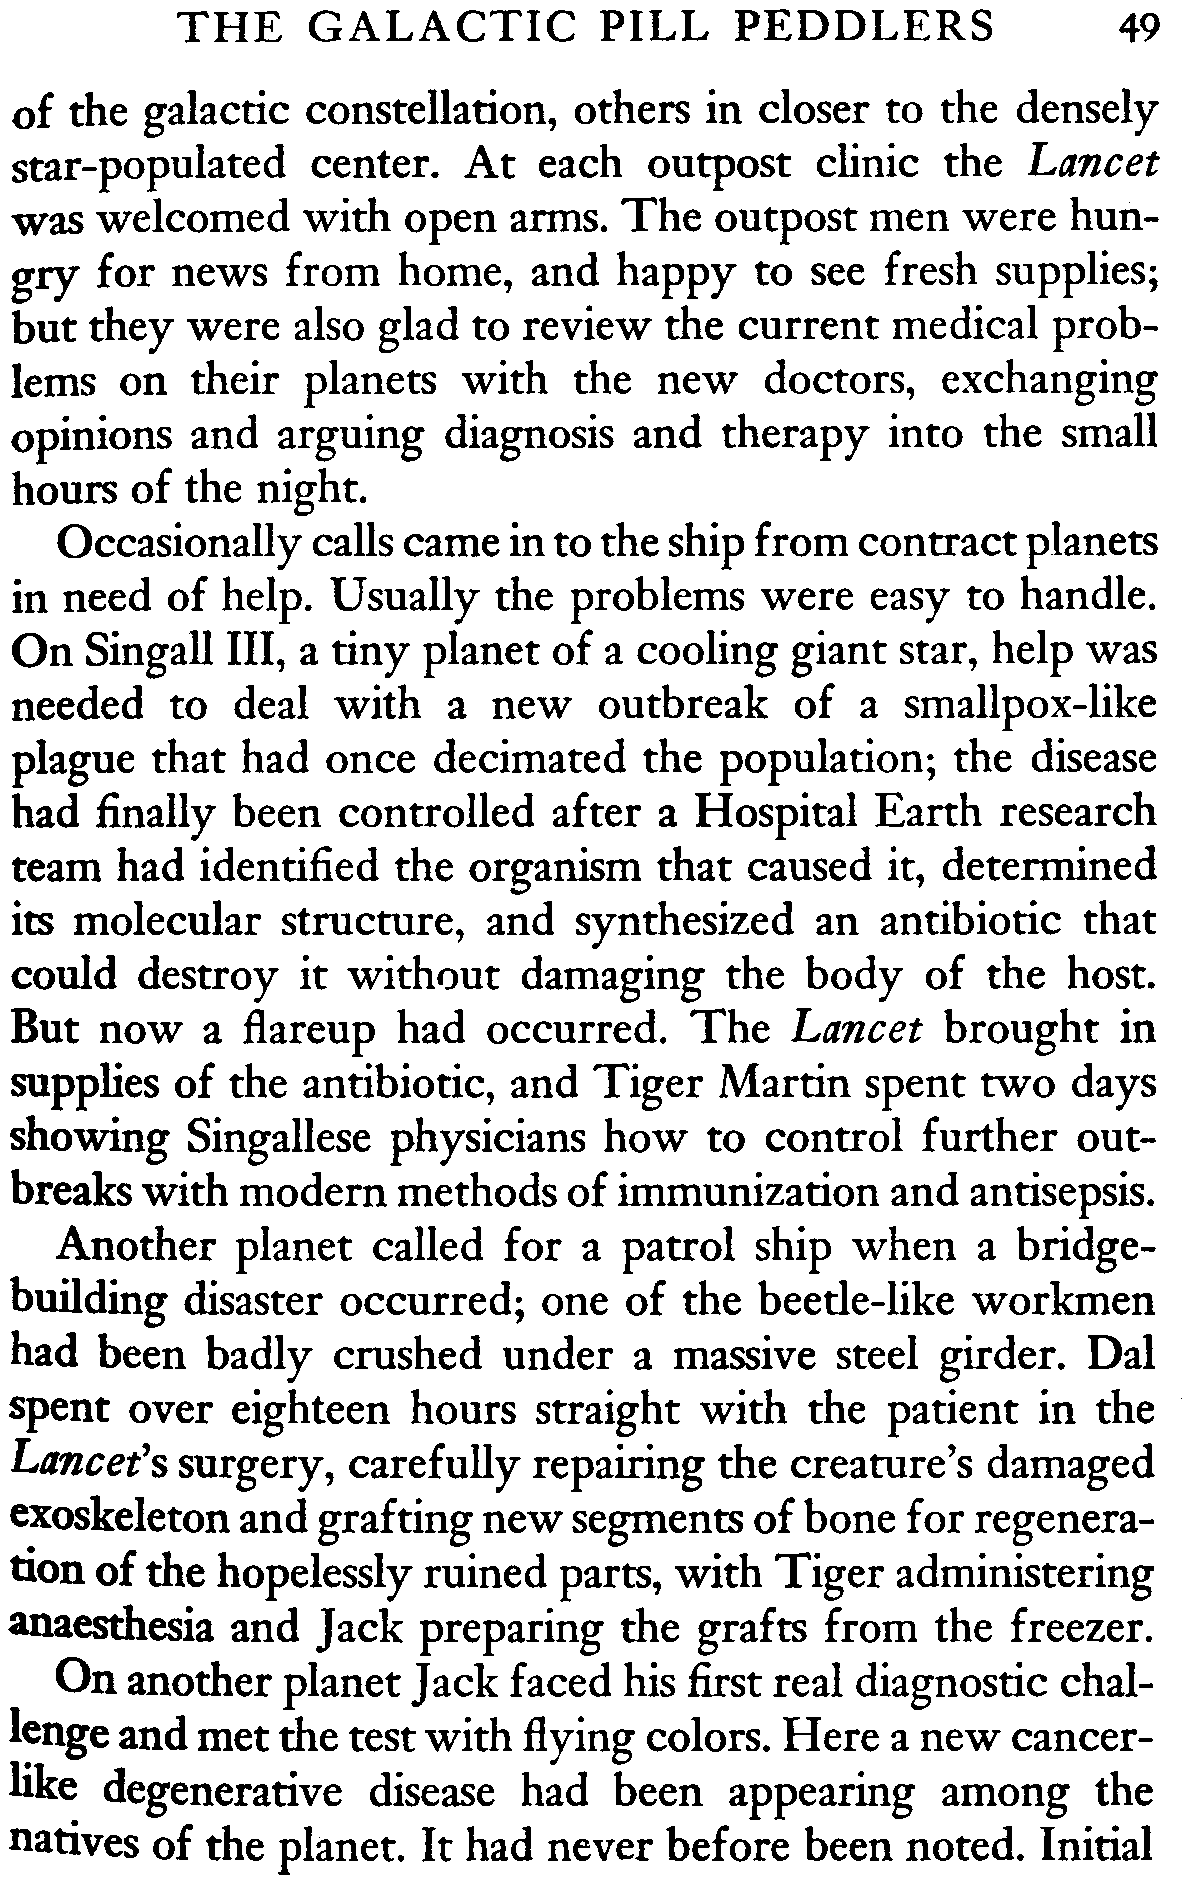 THE GALACTIC PILL PEDDLERS 49
of the galactic constellation, others in closer to the densely
star-populated center. At each outpost clinic the Lancet
was welcomed with open arms. The outpost men were hun-
gry for news from home, and happy to see fresh supplies;
but they were also glad to review the current medical prob-
lems on their planets with the new doctors, exchanging
opinions and arguing diagnosis and therapy into the small
hours of the night.
Occasionally calls came in to the ship from contract planets
in need of help. Usually the problems were easy to handle.
On Singall III, a tiny planet of a cooling giant star, help was
needed to deal with a new outbreak of a smallpox-like
plague that had once decimated the population; the disease
had finally been controlled after a Hospital Earth research
team had identified the organism that caused it, determined
its molecular structure, and synthesized an antibiotic that
could destroy it without damaging the body of the host.
But now a flareup had occurred. The Lancet brought in
supplies of the antibiotic, and Tiger Martin spent two days
showing Singallese physicians how to control further out-
breaks with modern methods of immunization and antisepsis.
Another planet called for a patrol ship when a bridge-
building disaster occurred; one of the beetle-like workmen
had been badly crushed under a massive steel girder. Dal
spent over eighteen hours straight with the patient in the
Lancet's surgery, carefully repairing the creature's damaged
exoskeleton and grafting new segments of bone for regenera-
tion of the hopelessly ruined parts, with Tiger administering
anaesthesia and Jack preparing the grafts from the freezer.
On another planet Jack faced his first real diagnostic chal-
lenge and met the test with flying colors. Here a new cancer-
like degenerative disease had been appearing among the
natives of the planet. It had never before been noted. Initial